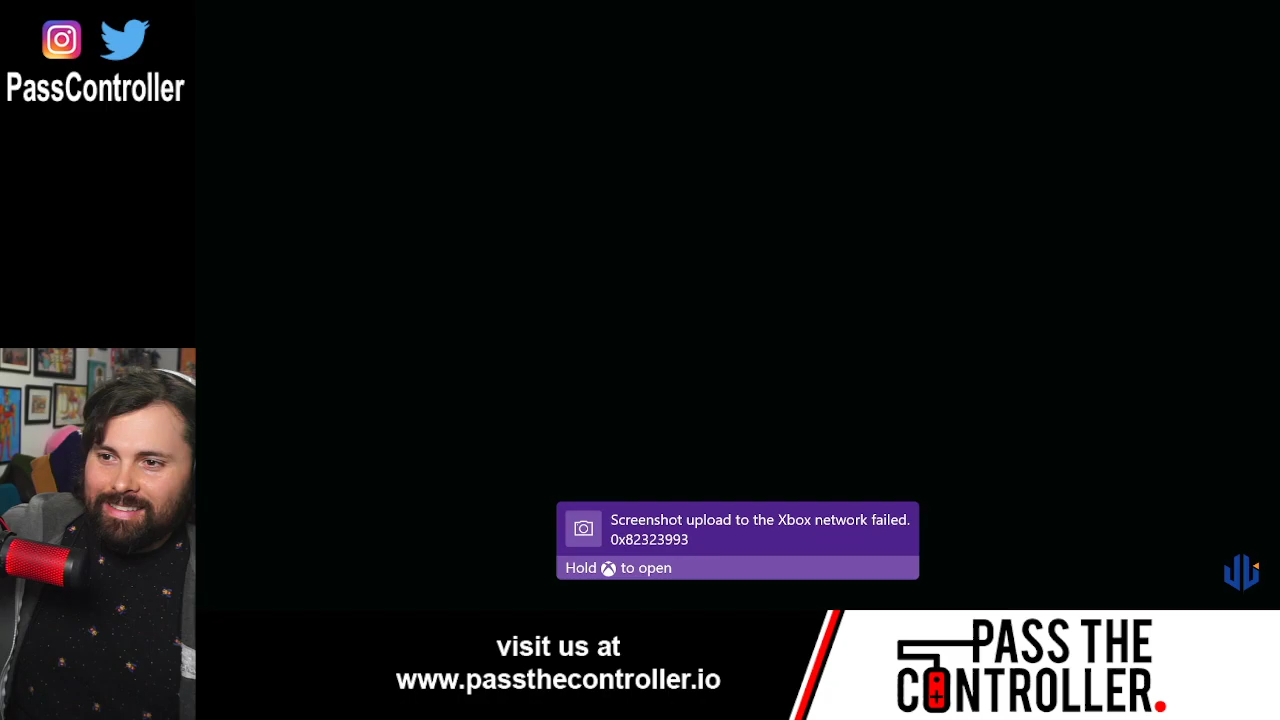 PassController
Screenshot upload to the Xbox network failed.
0x82323993
Hold to open
visit us at
www.passthecontroller.io
PASS THE
CONTROLLER.